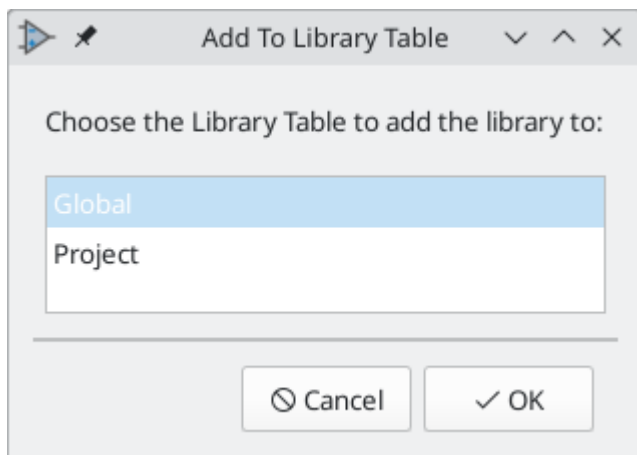 Add To Library Table
Choose the Library Table to add the library to:
Global
Project
Cancel
OK